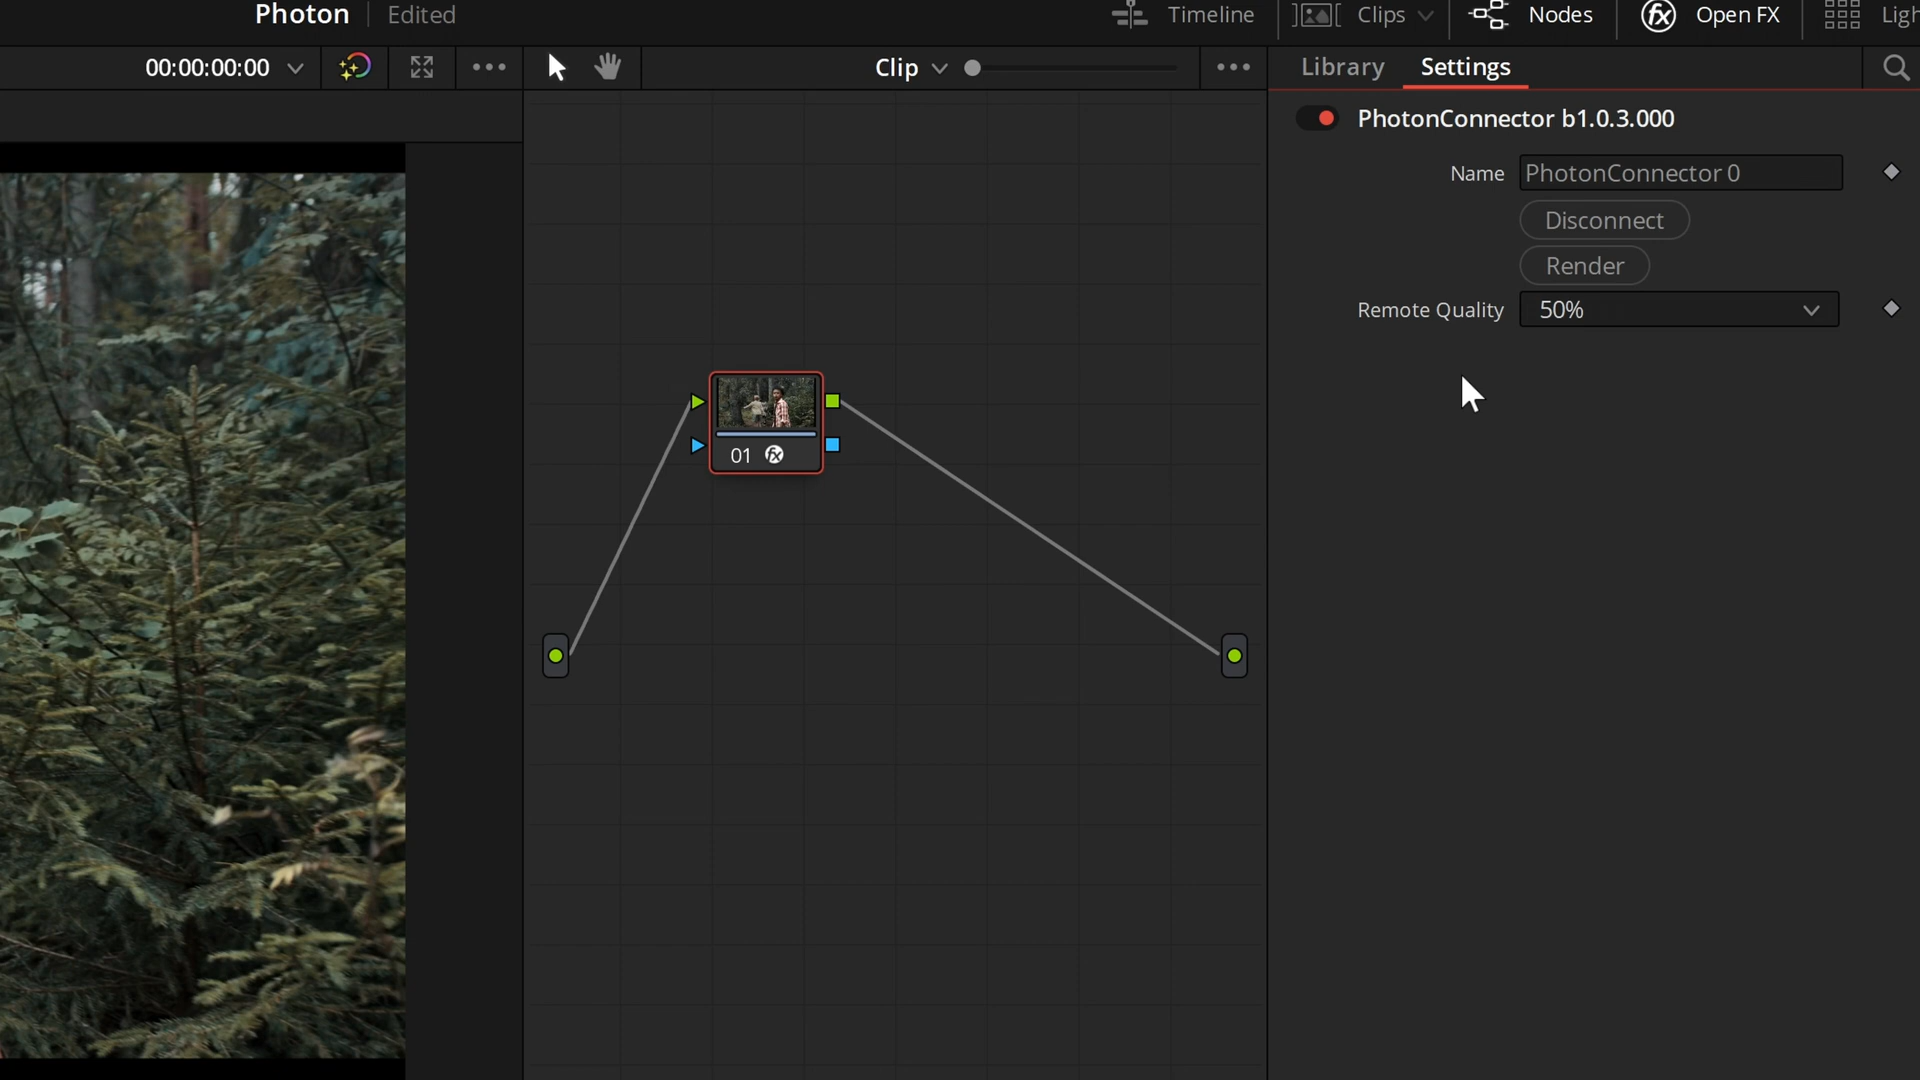 Photon
Edited
Timeline
Clips
Nodes
Open FX
00:00:00:00
Clip
Library
Settings
PhotonConnector b1.0.3.000
Name
PhotonConnector 0
Disconnect
Render
Remote Quality
50%
01
fx